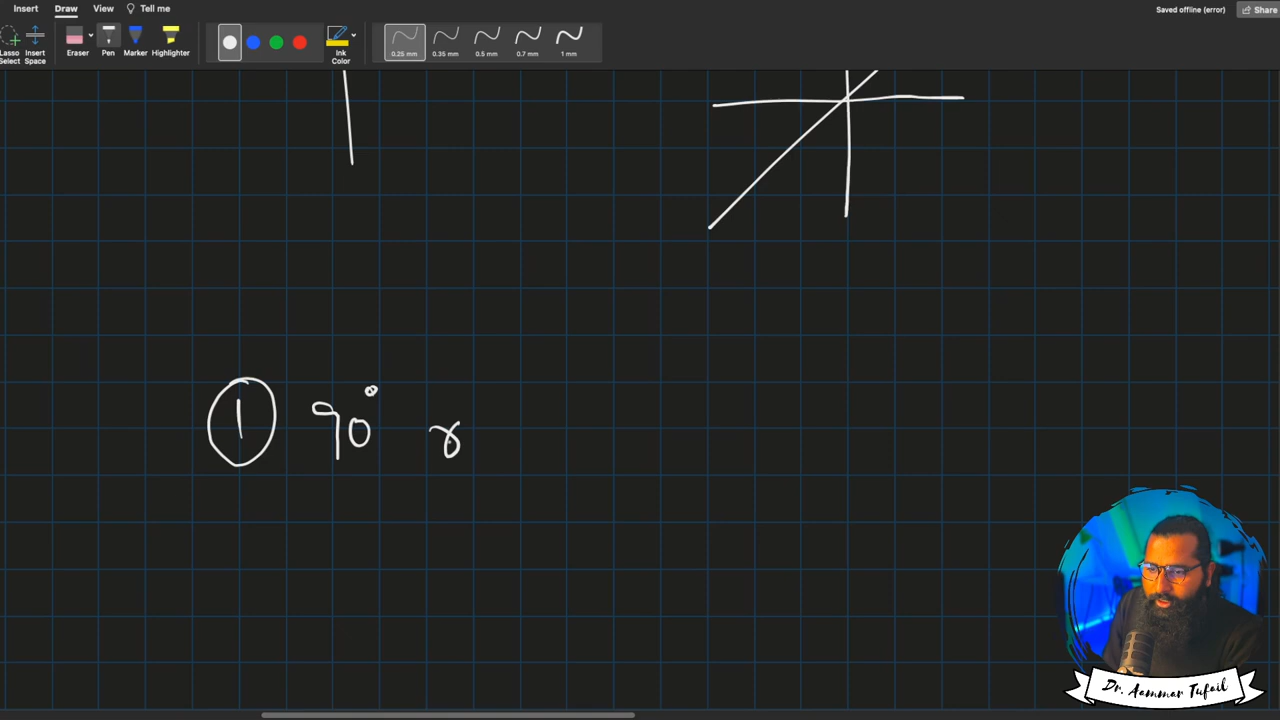 Insert Draw View Tell me Saved offline (error) Share
Lasso Select Insert Space Eraser Pen Marker Highlighter Ink Color 0.25 mm 0.35 mm 0.5 mm 0.7 mm 1 mm
1 90° r
Dr. Aammar Tufail